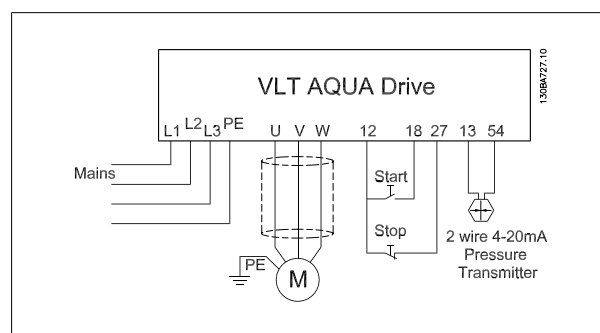 VLT AQUA Drive
130BA727.10
L1 L2 L3 PE U V W 12 18 27 13 54
Mains
Start
Stop
PE
M
2 wire 4-20mA
Pressure
Transmitter